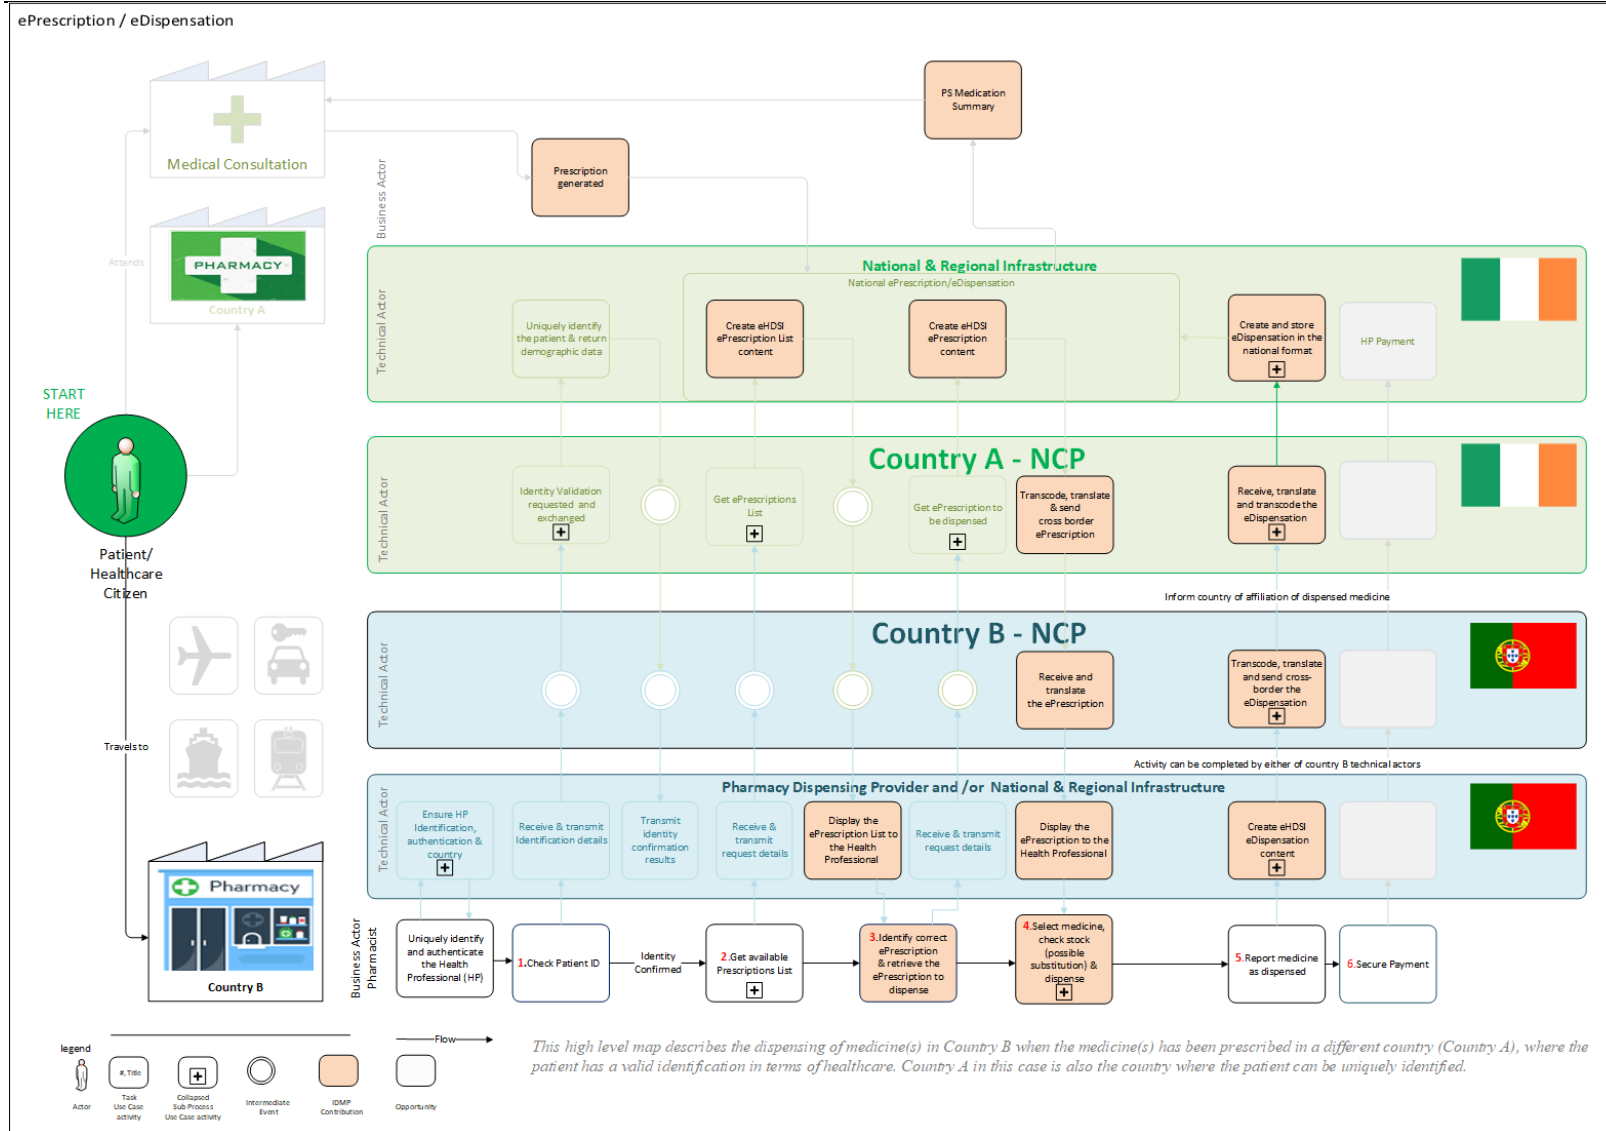 ePrescription / eDispensation
PS Medication
Summary
Medical Consultation
Prescription
generated
Business Actor
Attends
PHARMACY
Country A
National & Regional Infrastructure
National ePrescription/eDispensation
Technical Actor
Uniquely identify
the patient & return
demographic data
Create eHDSI
ePrescription List
content
Create eHDSI
ePrescription
content
Create and store
eDispensation in the
national format
HP Payment
START
HERE
Patient/
Healthcare
Citizen
Country A - NCP
Technical Actor
Identity Validation
requested and
exchanged
Get ePrescriptions
List
Get ePrescription to
be dispensed
Transcode, translate
& send
cross border
ePrescription
Receive, translate
and transcode the
eDispensation
Inform country of affiliation of dispensed medicine
Country B - NCP
Technical Actor
Receive and
translate
the ePrescription
Transcode, translate
and send cross-
border the
eDispensation
Travels to
Activity can be completed by either of country B technical actors
Pharmacy Dispensing Provider and /or National & Regional Infrastructure
Technical Actor
Ensure HP
Identification,
authentication &
country
Receive & transmit
Identification details
Transmit
identity
confirmation
results
Receive &
transmit
request details
Display the
ePrescription List to
the Health
Professional
Receive & transmit
request details
Display the
ePrescription to the
Health Professional
Create eHDSI
eDispensation
content
Pharmacy
Country B
Business Actor
Pharmacist
Uniquely identify
and authenticate
the Health
Professional (HP)
1.Check Patient ID
Identity
Confirmed
2.Get available
Prescriptions List
3.Identify correct
ePrescription
& retrieve the
ePrescription to
dispense
4.Select medicine,
check stock
(possible
substitution) &
dispense
5.Report medicine
as dispensed
6.Secure Payment
legend
Actor
#, Title
Task
Use Case
activity
Collapsed
Sub Process
Use Case activity
Intermediate
Event
IDMP
Contribution
Flow
Opportunity
This high level map describes the dispensing of medicine(s) in Country B when the medicine(s) has been prescribed in a different country (Country A), where the
patient has a valid identification in terms of healthcare. Country A in this case is also the country where the patient can be uniquely identified.